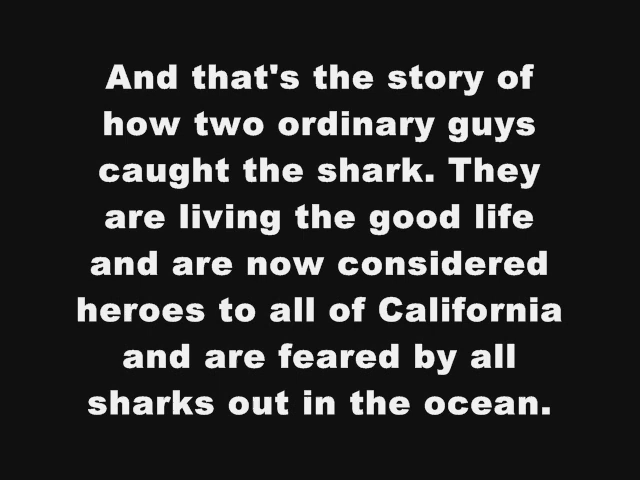 And that's the story of
how two ordinary guys
caught the shark. They
are living the good life
and are now considered
heroes to all of California
and are feared by all
sharks out in the ocean.